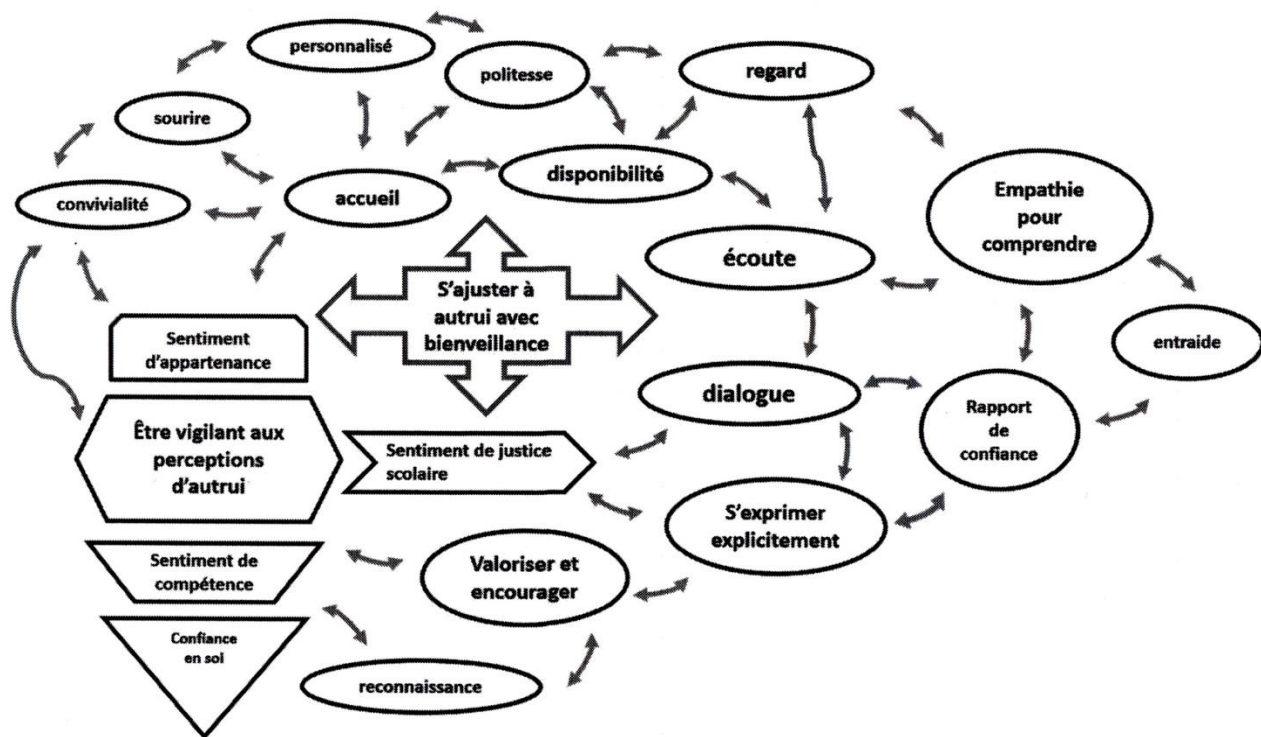 personnalisé
politesse
regard
sourire
disponibilité
accueil
convivialité
Empathie
pour
comprendre
écoute
S'ajuster à
autrui avec
bienveillance
Sentiment
d'appartenance
entraide
dialogue
Rapport
de
confiance
Être vigilant aux
perceptions
d'autrui
Sentiment de justice
scolaire
S'exprimer
explicitement
Sentiment de
compétence
Valoriser et
encourager
Confiance
en soi
reconnaissance